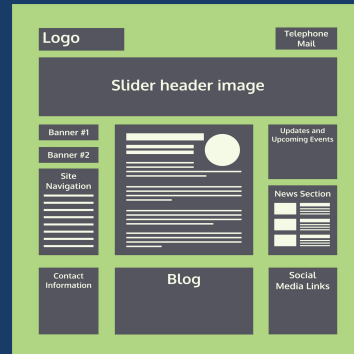 Logo
Telephone
Mail
Slider header image
Banner #1
Banner #2
Site
Navigation
Updates and
Upcoming Events
News Section
Contact
Information
Blog
Social
Media Links